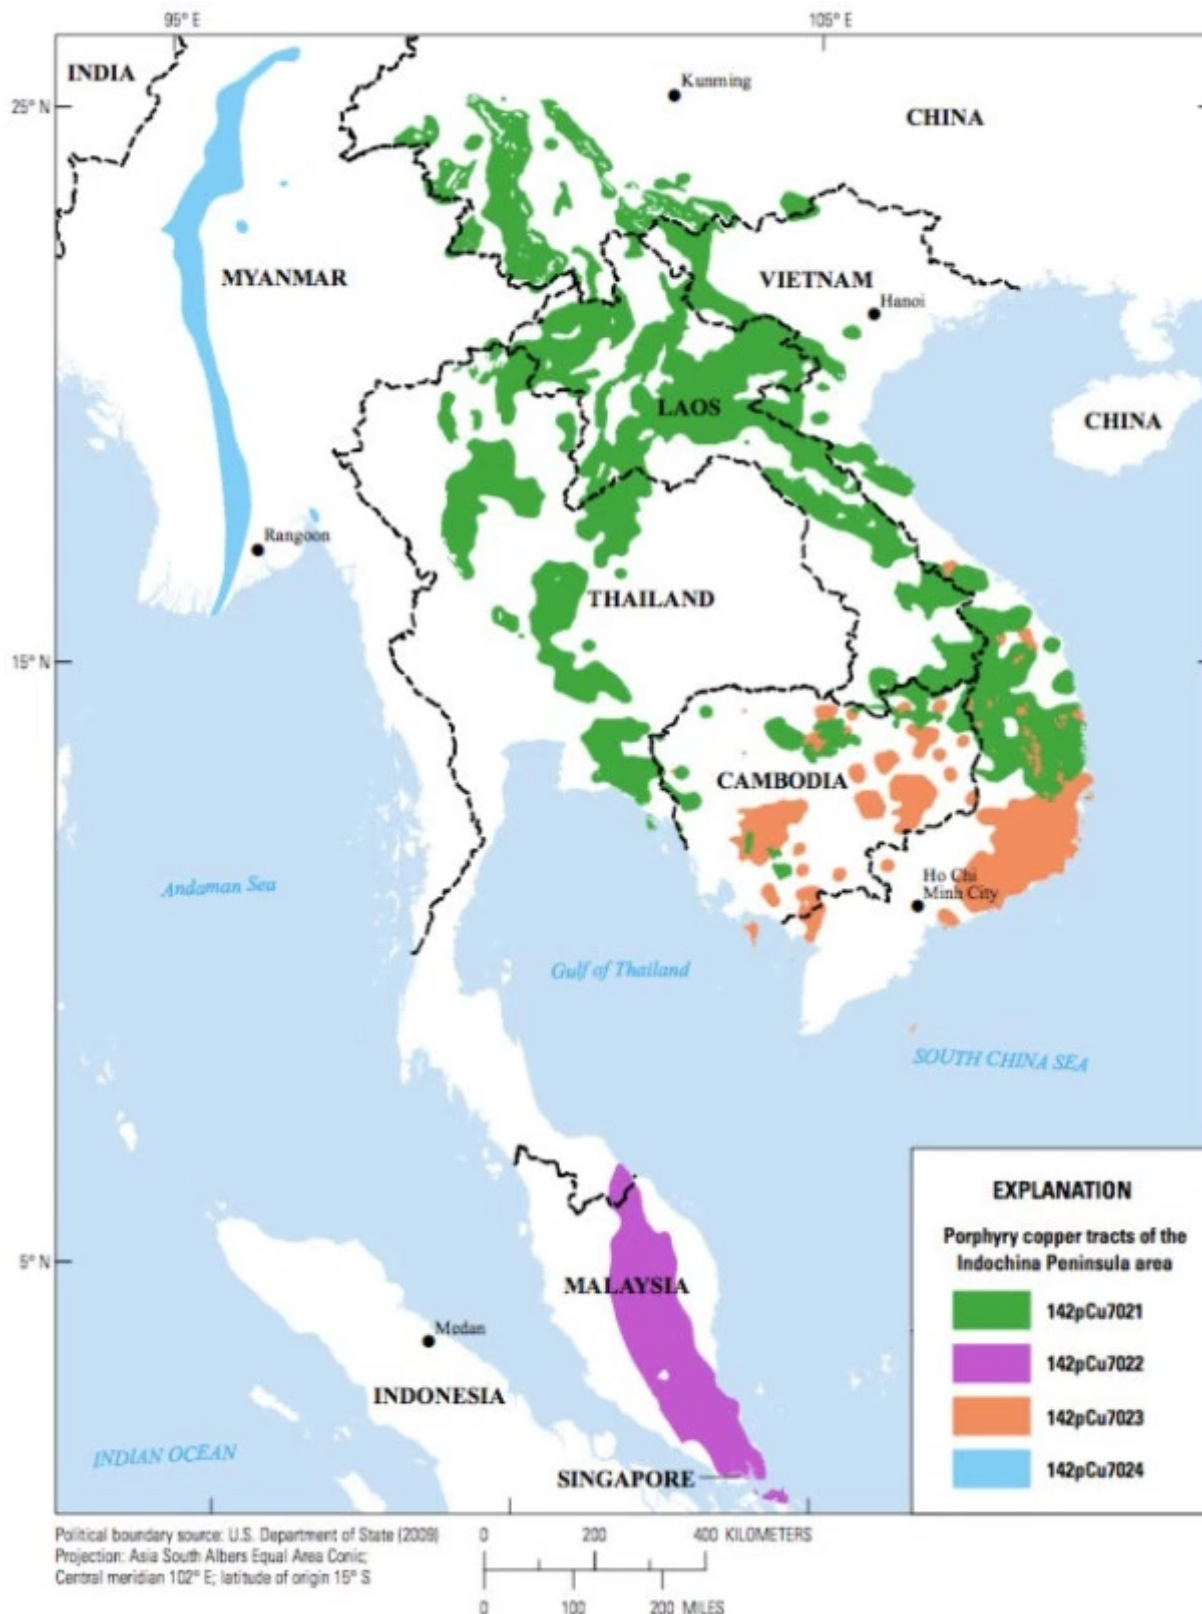 95° E
105° E
INDIA
Kunming
25° N
CHINA
MYANMAR
VIETNAM
Hanoi
LAOS
CHINA
Rangoon
THAILAND
15° N
CAMBODIA
Andaman Sea
Ho Chi
Minh City
Gulf of Thailand
SOUTH CHINA SEA
EXPLANATION
Porphyry copper tracts of the
Indochina Peninsula area
5° N
MALAYSIA
142pCu7021
Medan
142pCu7022
INDONESIA
142pCu7023
INDIAN OCEAN
142pCu7024
SINGAPORE
Political boundary source: U.S. Department of State (2009)
Projection: Asia South Albers Equal Area Conic;
Central meridian 102° E; latitude of origin 15° S
0 200 400 KILOMETERS
0 100 200 MILES